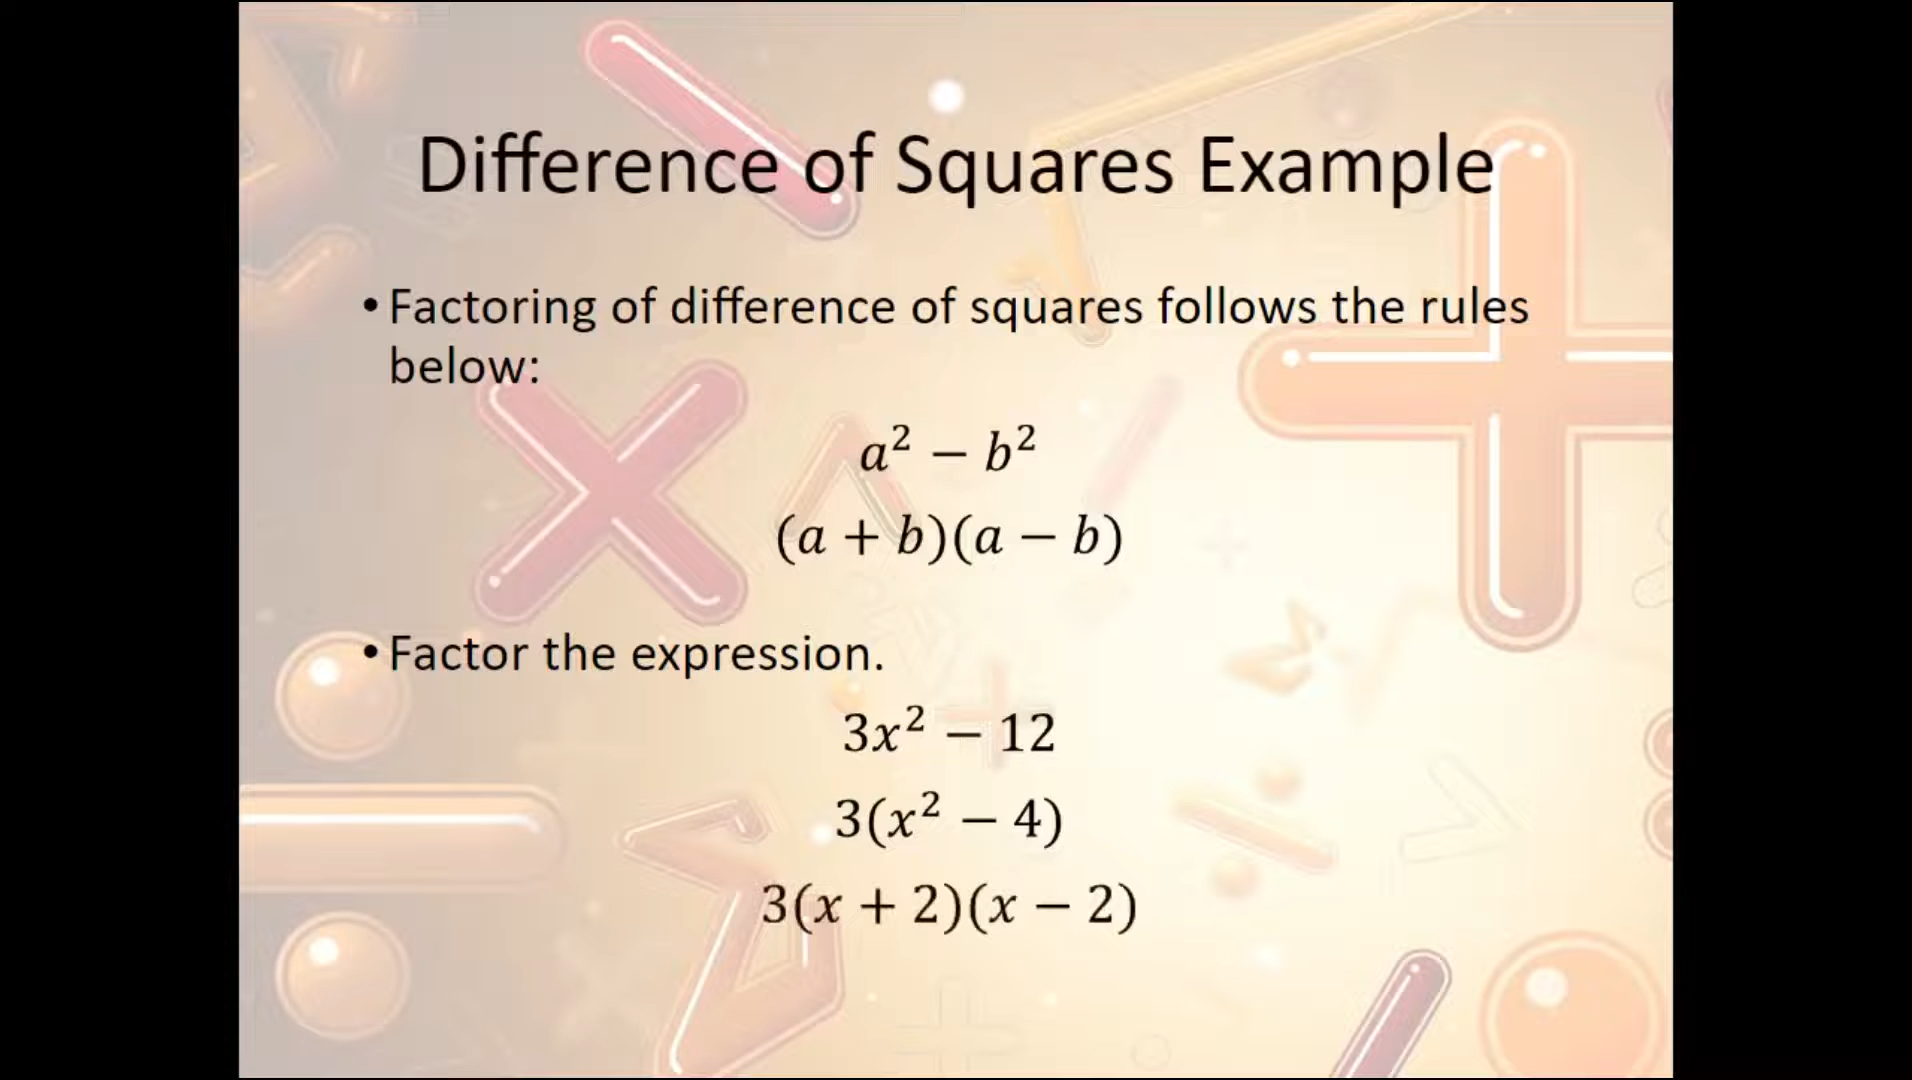 Difference of Squares Example
• Factoring of difference of squares follows the rules
below:
a² − b²
(a + b)(a − b)
• Factor the expression.
3x² − 12
3(x² − 4)
3(x + 2)(x − 2)